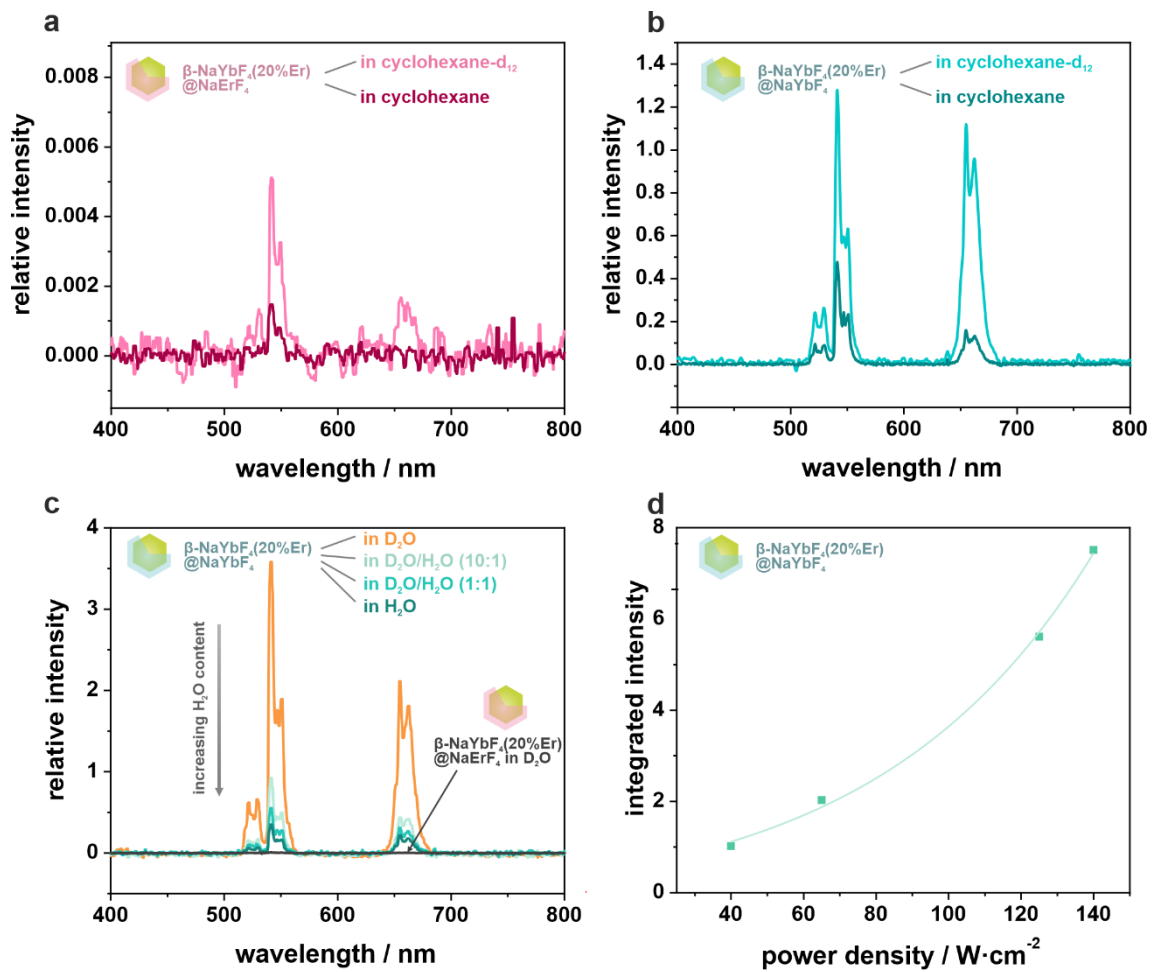 a
β-NaYbF₄(20%Er)
@NaErF₄
in cyclohexane-d₁₂
in cyclohexane
0.008
0.006
0.004
0.002
0.000
relative intensity
400
500
600
700
800
wavelength / nm
b
β-NaYbF₄(20%Er)
@NaYbF₄
in cyclohexane-d₁₂
in cyclohexane
1.4
1.2
1.0
0.8
0.6
0.4
0.2
0.0
relative intensity
400
500
600
700
800
wavelength / nm
c
β-NaYbF₄(20%Er)
@NaYbF₄
in D₂O
in D₂O/H₂O (10:1)
in D₂O/H₂O (1:1)
in H₂O
increasing H₂O content
β-NaYbF₄(20%Er)
@NaErF₄ in D₂O
4
3
2
1
0
relative intensity
400
500
600
700
800
wavelength / nm
d
β-NaYbF₄(20%Er)
@NaYbF₄
8
6
4
2
0
integrated intensity
40
60
80
100
120
140
power density / W·cm⁻²